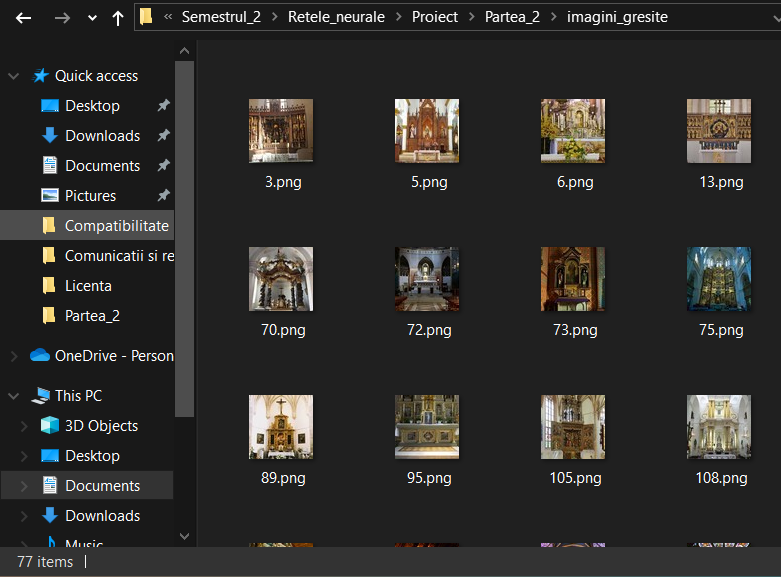 « Semestrul_2 > Retele_neurale > Proiect > Partea_2 > imagini_gresite
Quick access
Desktop
Downloads
Documents
Pictures
Compatibilitate
Comunicatii si re
Licenta
Partea_2
OneDrive - Person
This PC
3D Objects
Desktop
Documents
Downloads
Music
3.png 5.png 6.png 13.png
70.png 72.png 73.png 75.png
89.png 95.png 105.png 108.png
77 items